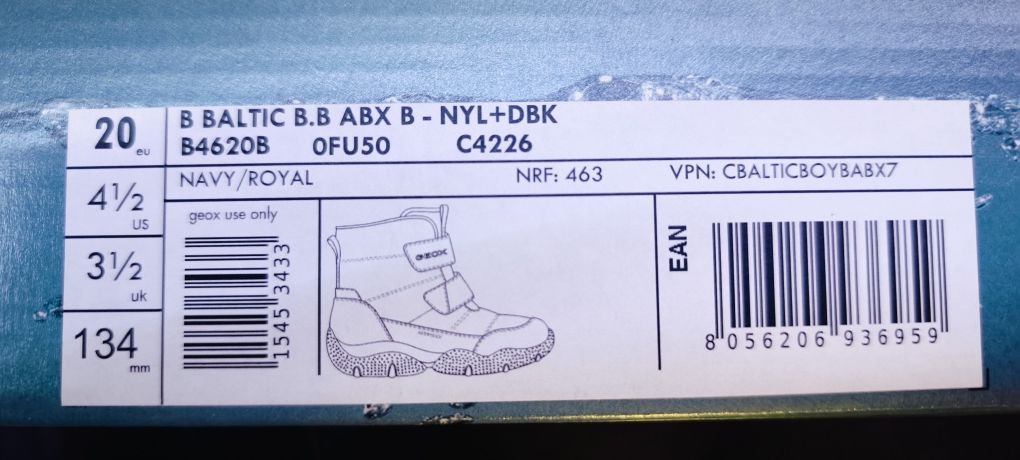 20 eu
B BALTIC B.B ABX B - NYL+DBK
B4620B 0FU50 C4226
4½ US
NAVY/ROYAL NRF: 463 VPN: CBALTICBOYBABX7
3½ uk
134 mm
geox use only
1545 3433
GEOX
EAN
8 056206 936959